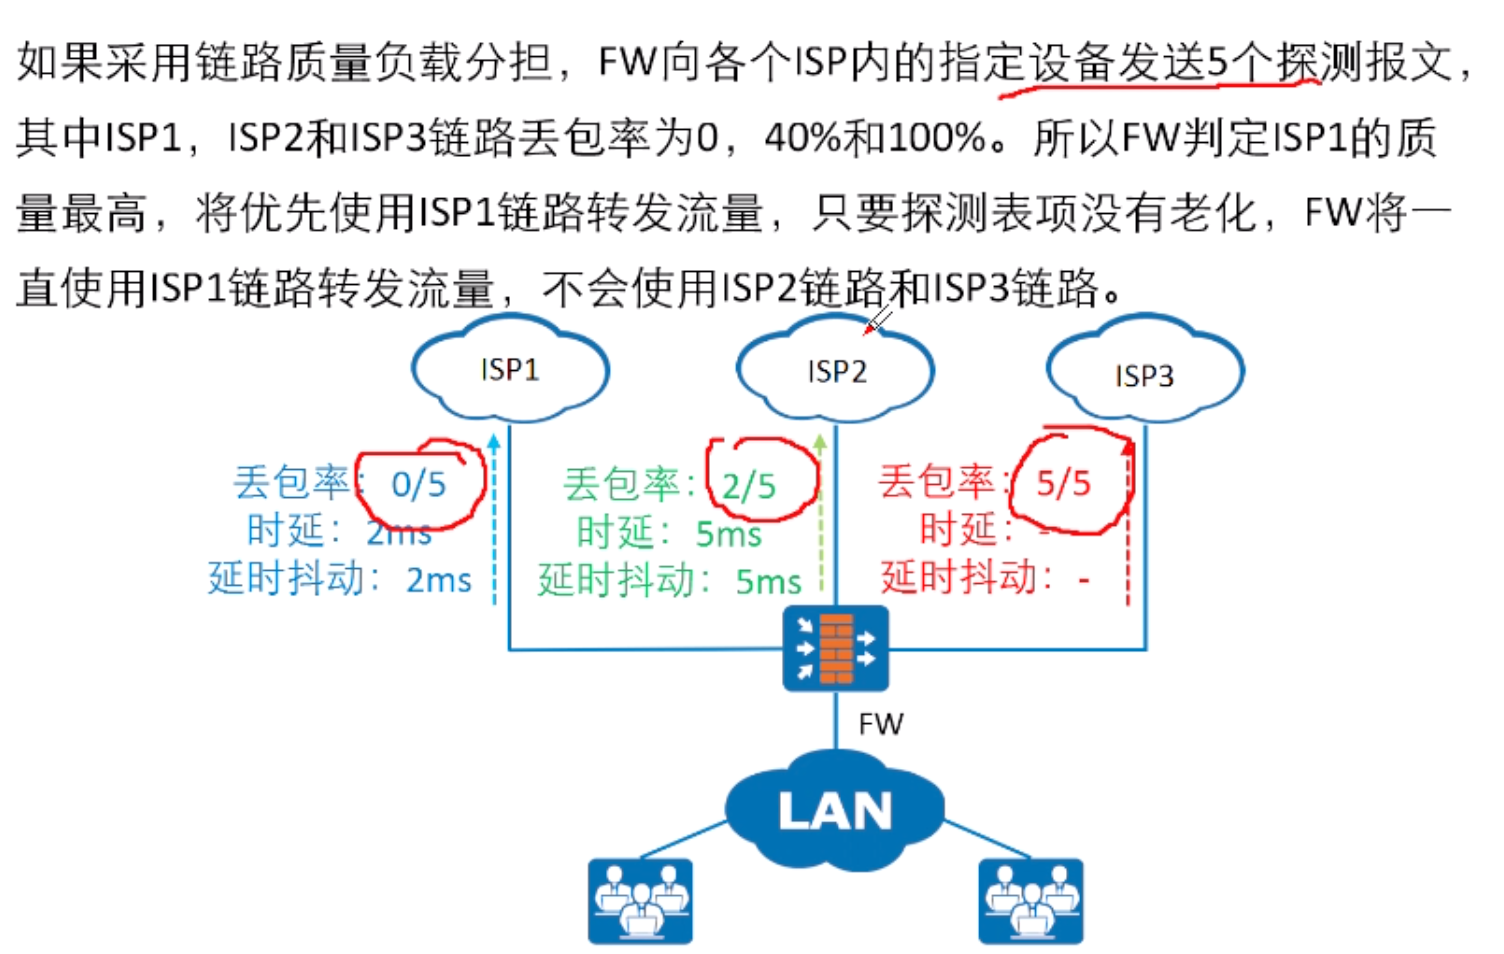 如果采用链路质量负载分担，FW向各个ISP内的指定设备发送5个探测报文，
其中ISP1，ISP2和ISP3链路丢包率为0，40%和100%。所以FW判定ISP1的质
量最高，将优先使用ISP1链路转发流量，只要探测表项没有老化，FW将一
直使用ISP1链路转发流量，不会使用ISP2链路和ISP3链路。
ISP1
ISP2
ISP3
丢包率：0/5
时延：2ms
延时抖动：2ms
丢包率：2/5
时延：5ms
延时抖动：5ms
丢包率：5/5
时延：-
延时抖动：-
FW
LAN